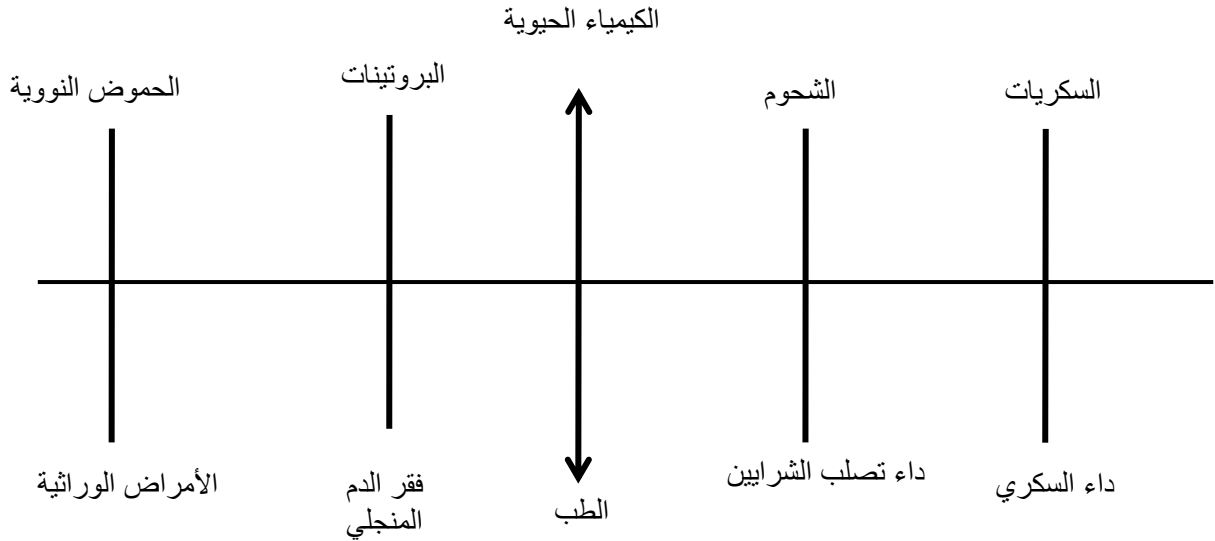 الكيمياء الحيوية
السكريات
الشحوم
البروتينات
الحموض النووية
داء السكري
داء تصلب الشرايين
الطب
فقر الدم
المنجلي
الأمراض الوراثية